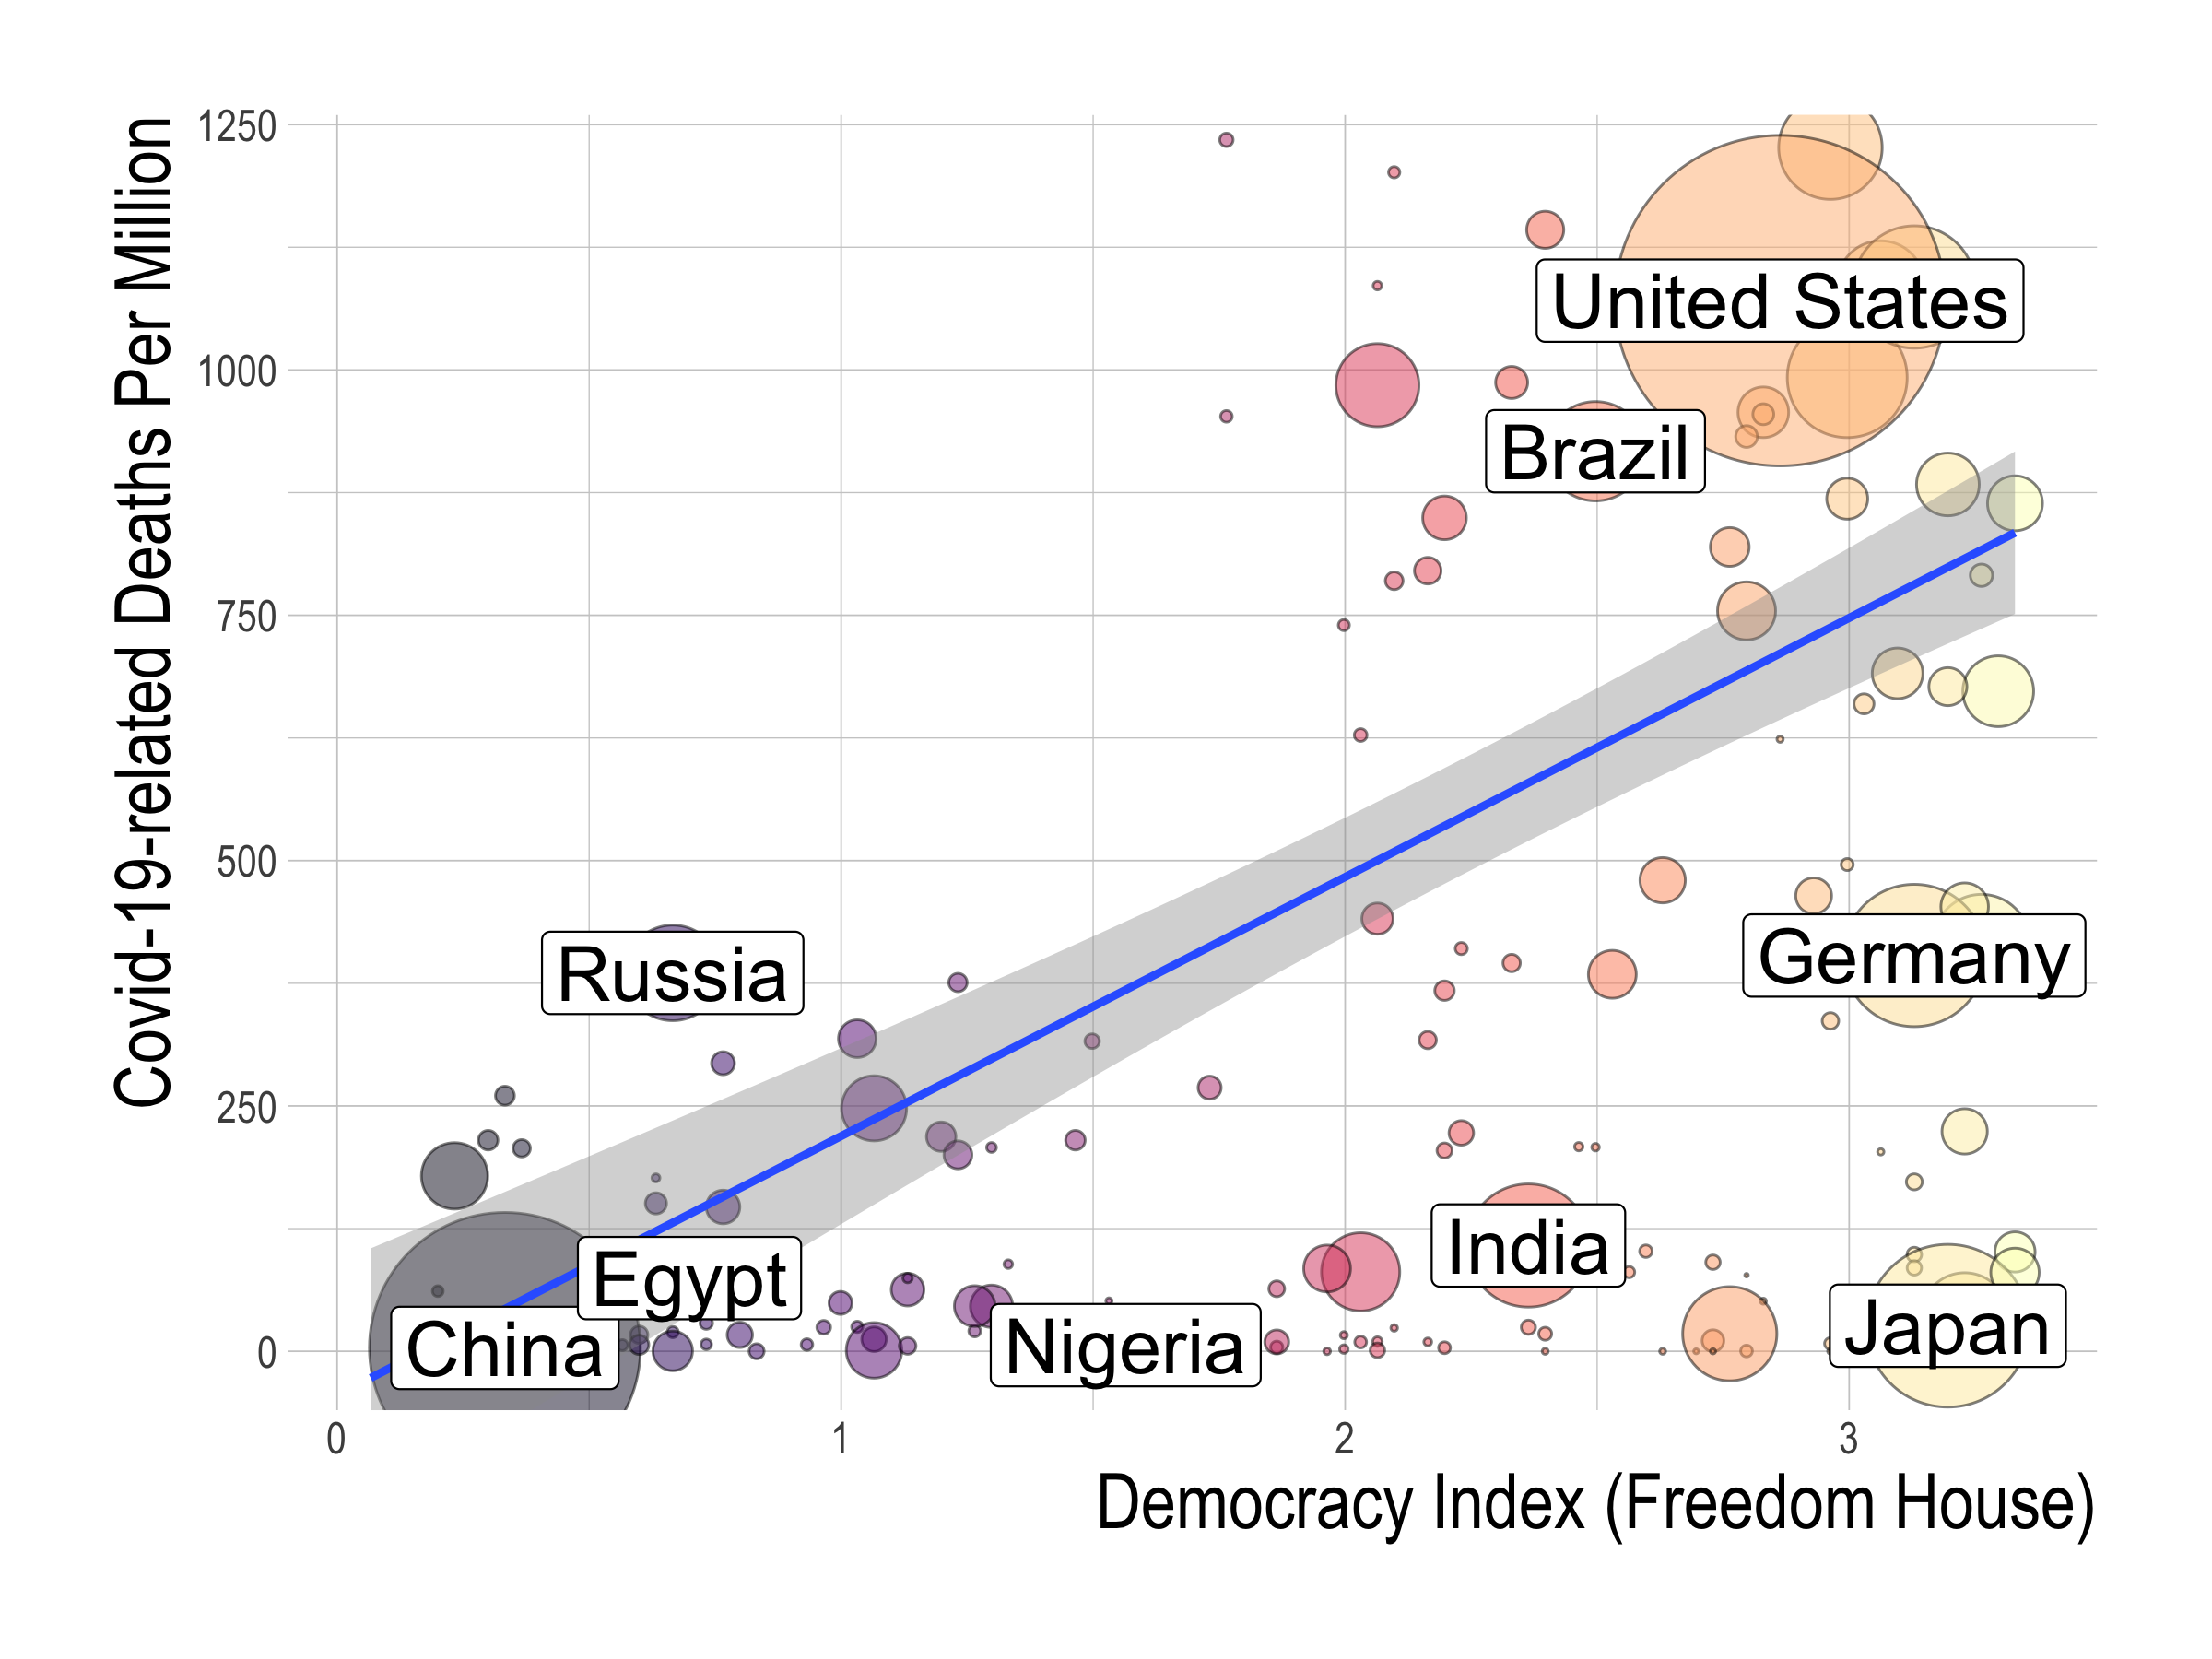 Covid-19-related Deaths Per Million
1250
1000
750
500
250
0
United States
Brazil
Russia
Germany
India
Egypt
China
Nigeria
Japan
0
1
2
3
Democracy Index (Freedom House)